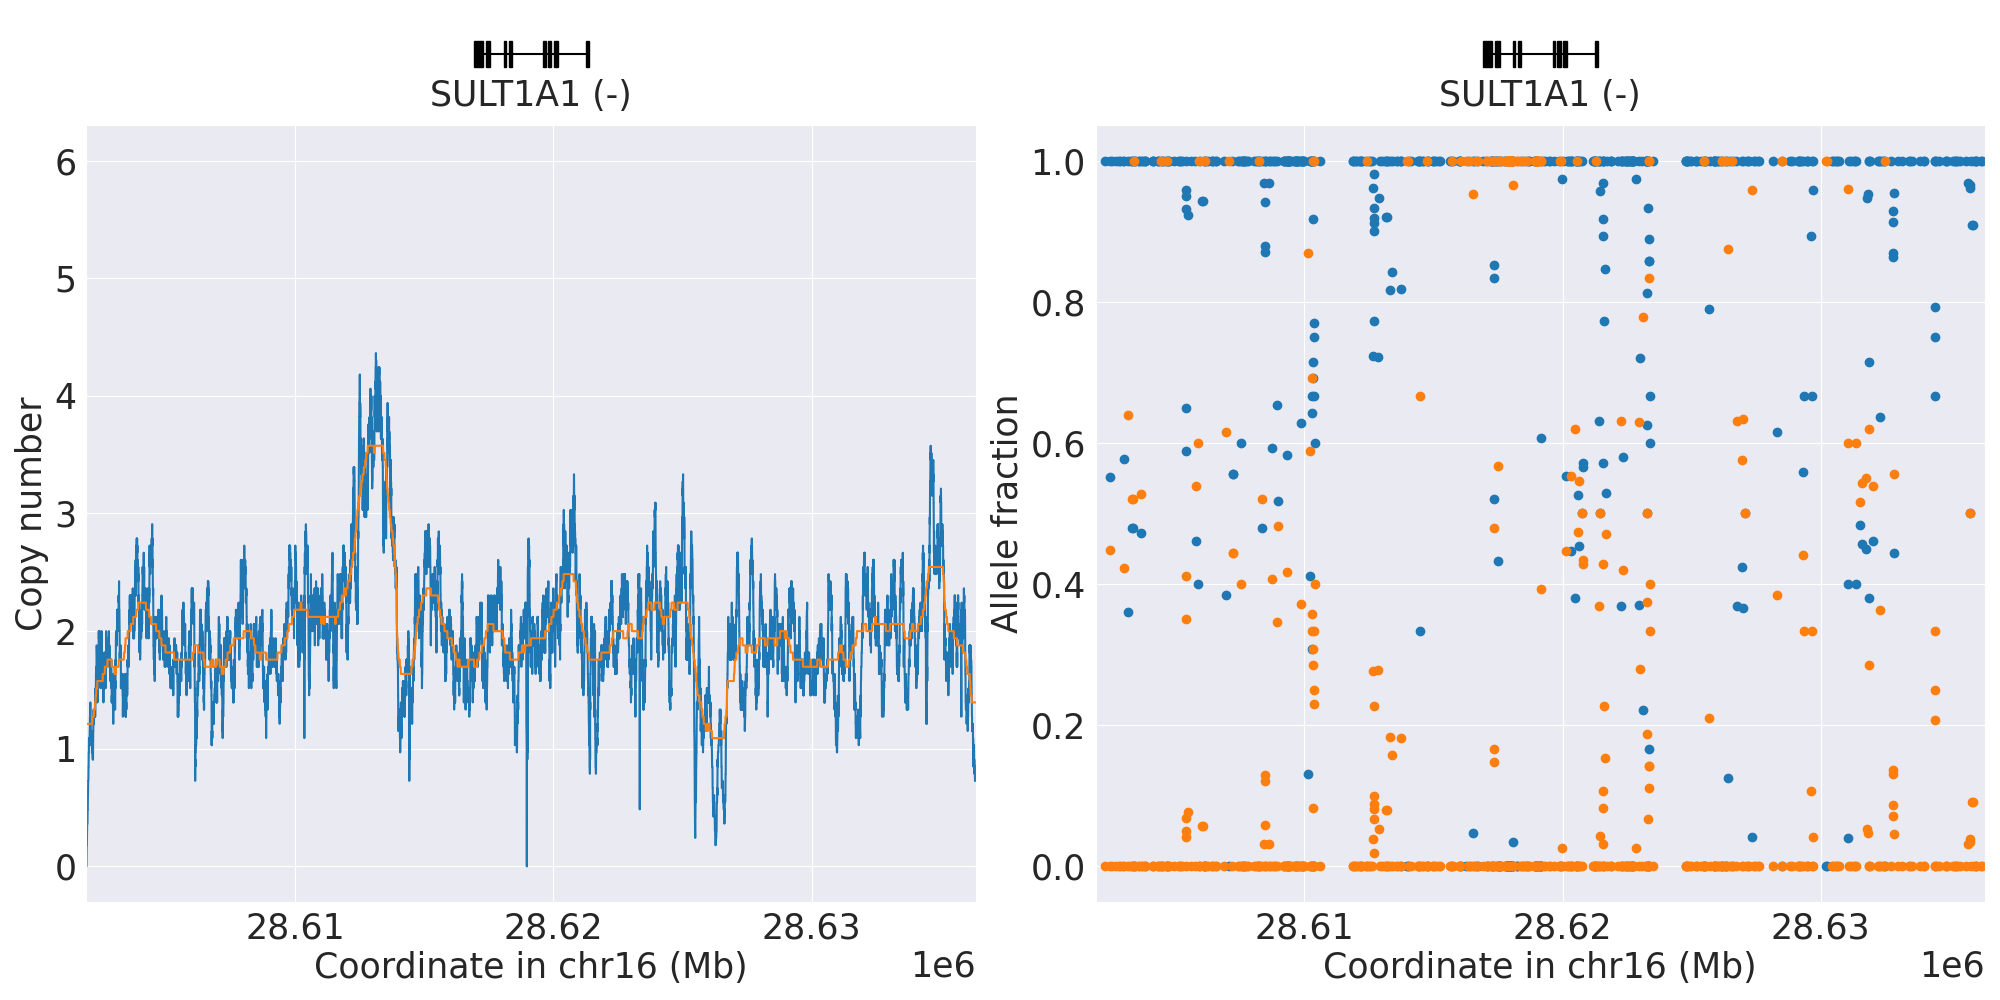 SULT1A1 (-)
6
5
4
3
2
1
0
Copy number
28.61
28.62
28.63
Coordinate in chr16 (Mb)
1e6
SULT1A1 (-)
1.0
0.8
0.6
0.4
0.2
0.0
Allele fraction
28.61
28.62
28.63
Coordinate in chr16 (Mb)
1e6